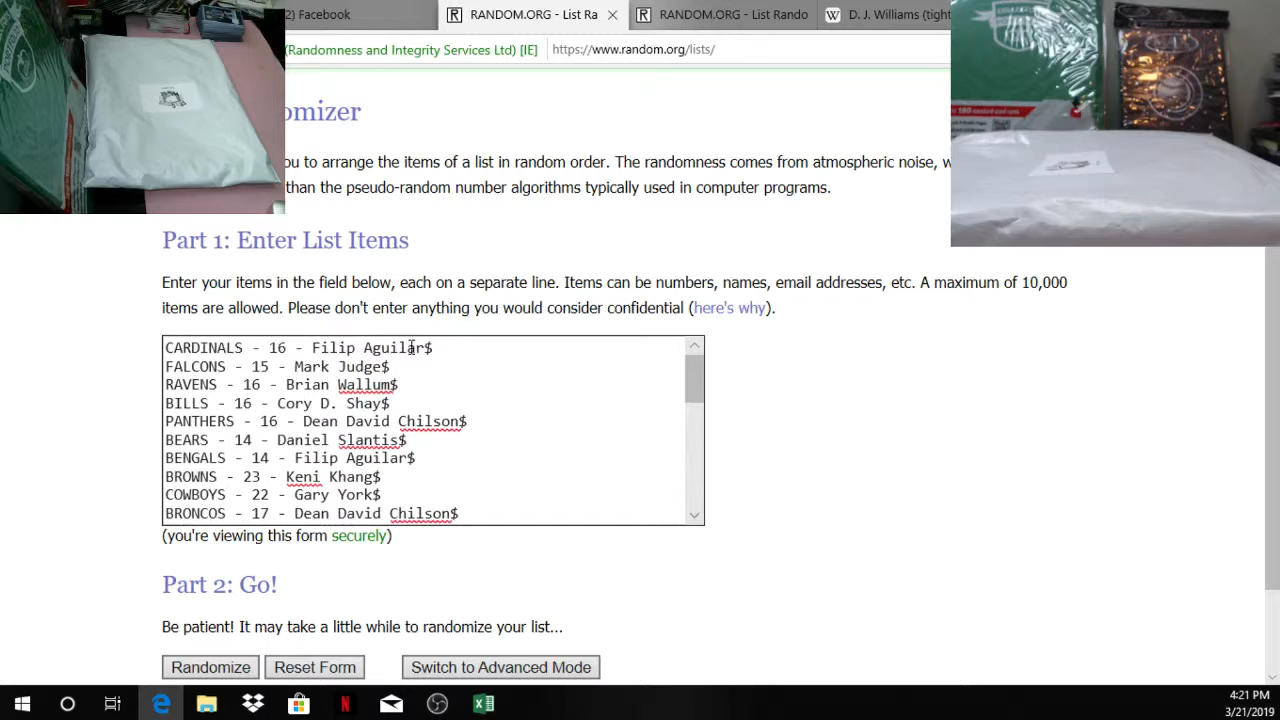 2) Facebook
RANDOM.ORG - List Ra
RANDOM.ORG - List Rando
W D. J. Williams (tight
(Randomness and Integrity Services Ltd) [IE]
https://www.random.org/lists/
omizer
ou to arrange the items of a list in random order. The randomness comes from atmospheric noise, w
than the pseudo-random number algorithms typically used in computer programs.
Part 1: Enter List Items
Enter your items in the field below, each on a separate line. Items can be numbers, names, email addresses, etc. A maximum of 10,000
items are allowed. Please don't enter anything you would consider confidential (here's why).
CARDINALS - 16 - Filip Aguilar$
FALCONS - 15 - Mark Judge$
RAVENS - 16 - Brian Wallum$
BILLS - 16 - Cory D. Shay$
PANTHERS - 16 - Dean David Chilson$
BEARS - 14 - Daniel Slantis$
BENGALS - 14 - Filip Aguilar$
BROWNS - 23 - Keni Khang$
COWBOYS - 22 - Gary York$
BRONCOS - 17 - Dean David Chilson$
(you're viewing this form securely)
Part 2: Go!
Be patient! It may take a little while to randomize your list...
Randomize
Reset Form
Switch to Advanced Mode
4:21 PM
3/21/2019